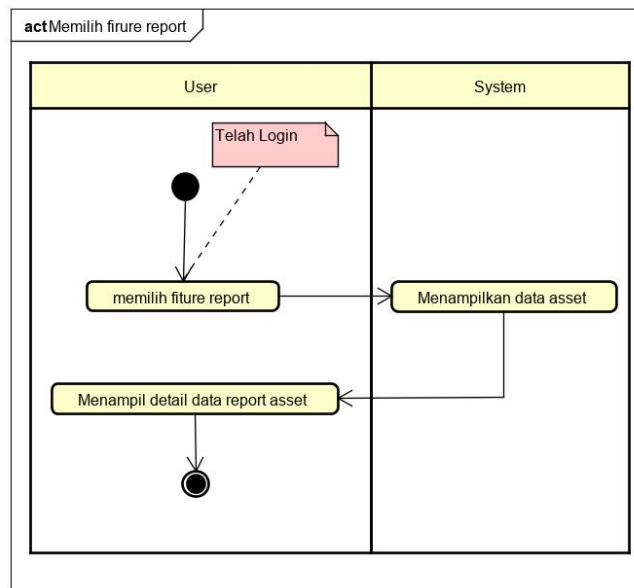 act Memilih firure report
User
System
Telah Login
memilih fiture report
Menampilkan data asset
Menampil detail data report asset